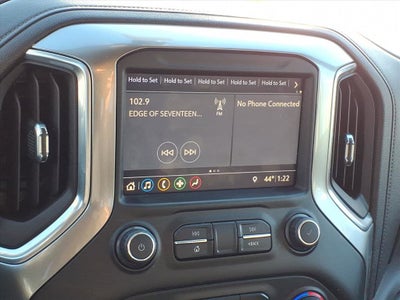 Hold to Set Hold to Set Hold to Set Hold to Set Hold to Set
102.9
FM
No Phone Connected
EDGE OF SEVENTEEN...
44° 1:22
BACK